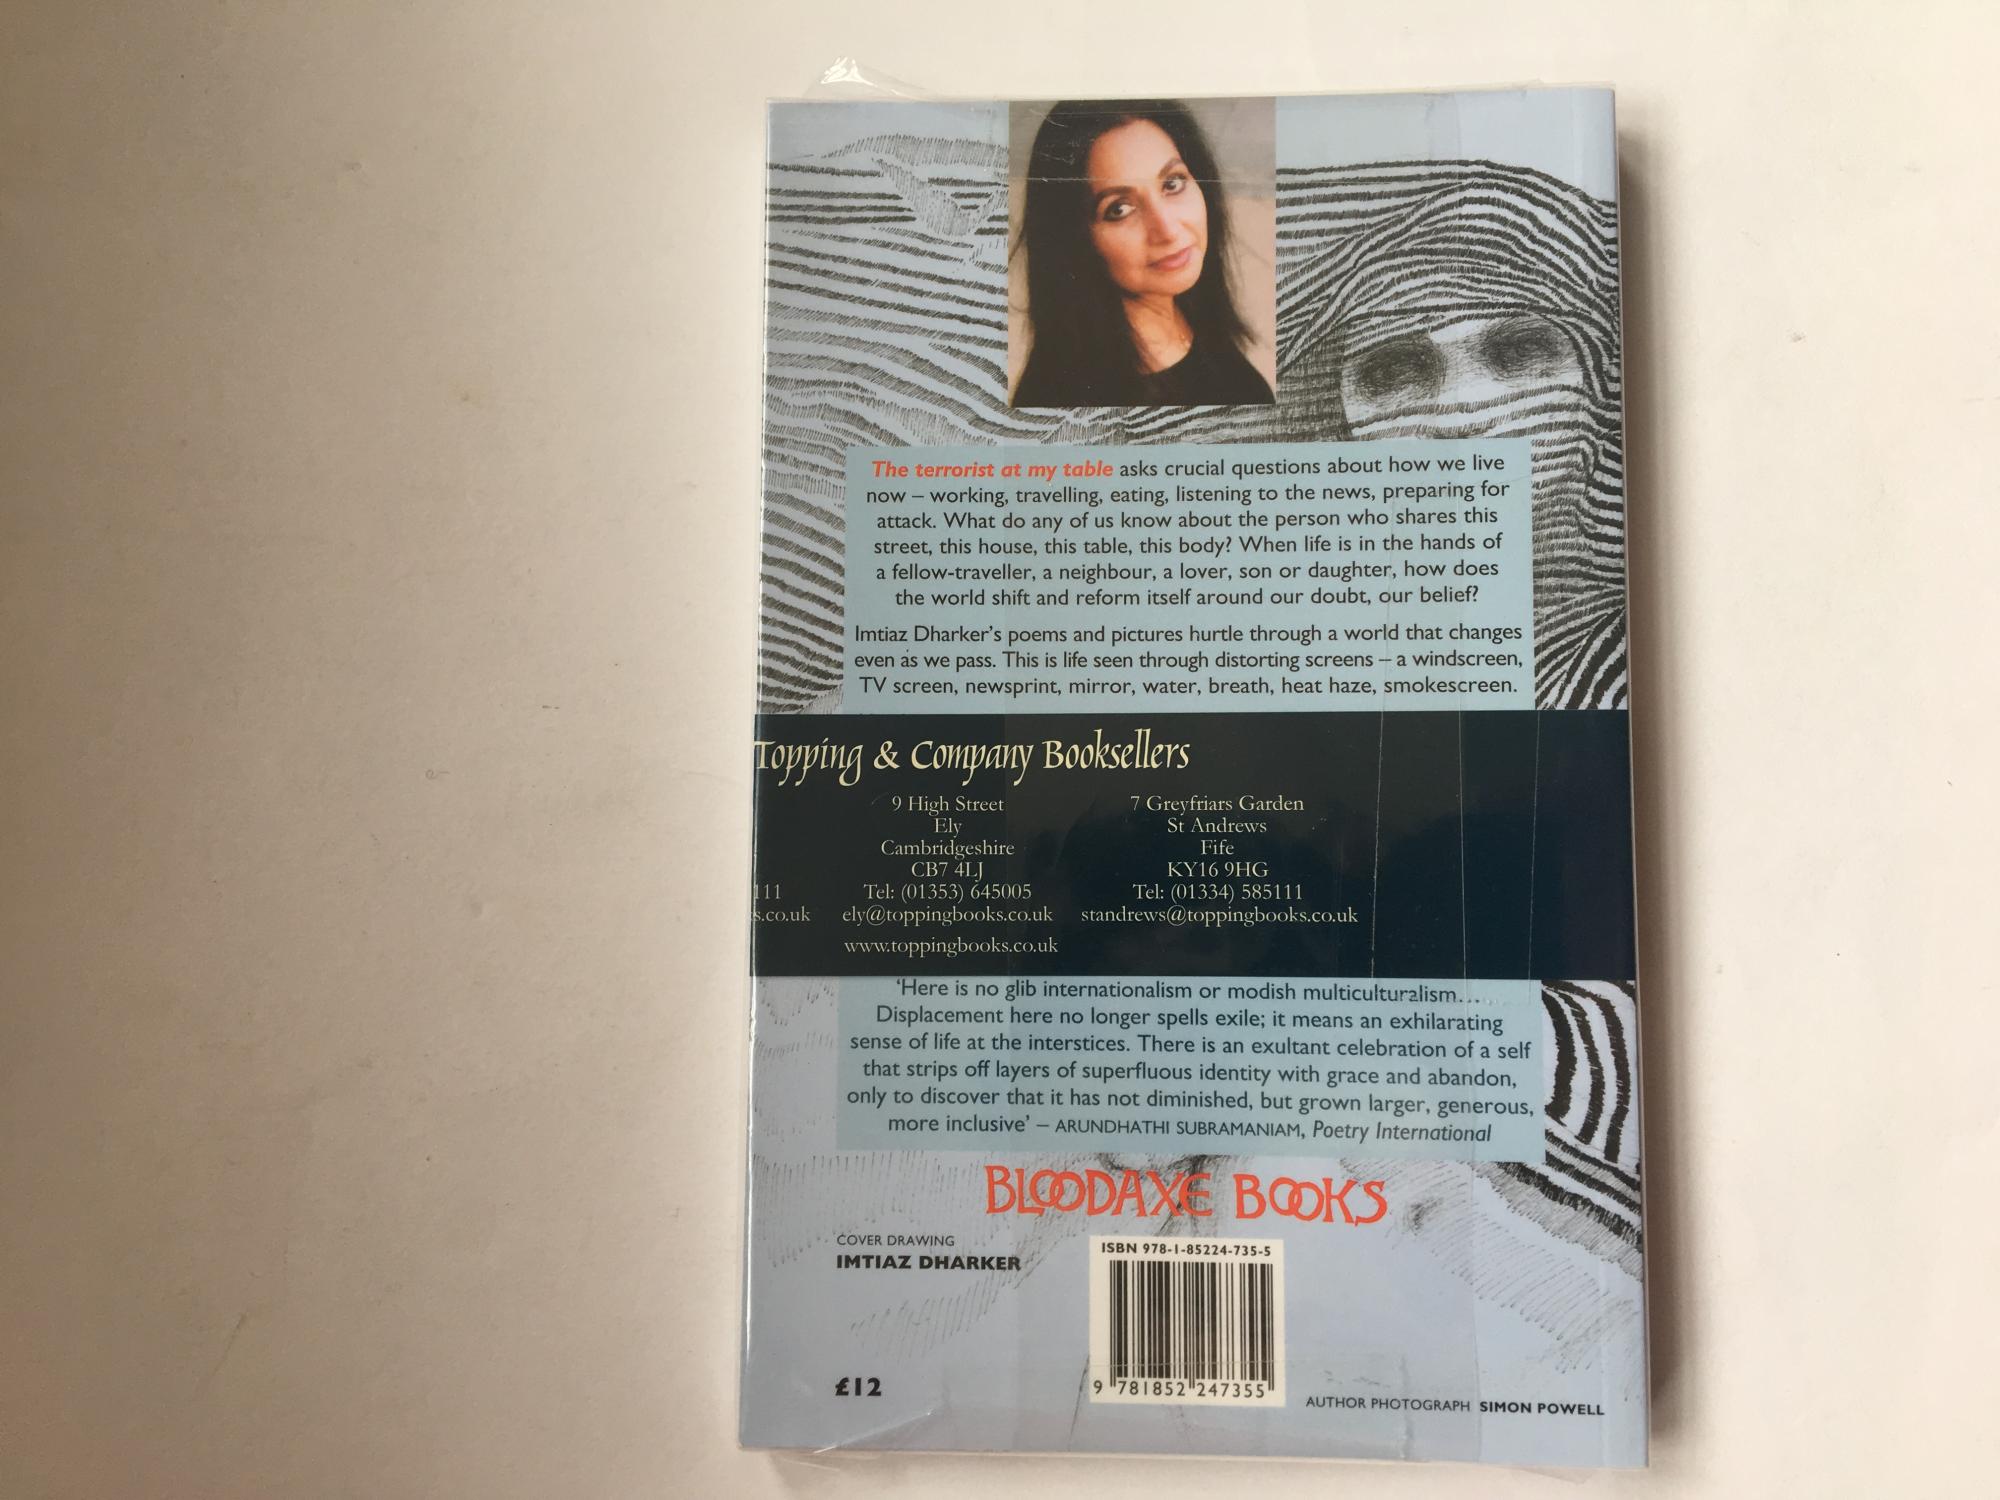 The terrorist at my table asks crucial questions about how we live
now – working, travelling, eating, listening to the news, preparing for
attack. What do any of us know about the person who shares this
street, this house, this table, this body? When life is in the hands of
a fellow-traveller, a neighbour, a lover, son or daughter, how does
the world shift and reform itself around our doubt, our belief?
Imtiaz Dharker's poems and pictures hurtle through a world that changes
even as we pass. This is life seen through distorting screens – a windscreen,
TV screen, newsprint, mirror, water, breath, heat haze, smokescreen.
Topping & Company Booksellers
9 High Street
Ely
Cambridgeshire
CB7 4LJ
Tel: (01353) 645005
ely@toppingbooks.co.uk
7 Greyfriars Garden
St Andrews
Fife
KY16 9HG
Tel: (01334) 585111
standrews@toppingbooks.co.uk
111
s.co.uk
www.toppingbooks.co.uk
'Here is no glib internationalism or modish multiculturalism...
Displacement here no longer spells exile; it means an exhilarating
sense of life at the interstices. There is an exultant celebration of a self
that strips off layers of superfluous identity with grace and abandon,
only to discover that it has not diminished, but grown larger, generous,
more inclusive' – ARUNDHATHI SUBRAMANIAM, Poetry International
BLOODAXE BOOKS
COVER DRAWING
IMTIAZ DHARKER
ISBN 978-1-85224-735-5
9 781852 247355
£12
AUTHOR PHOTOGRAPH SIMON POWELL